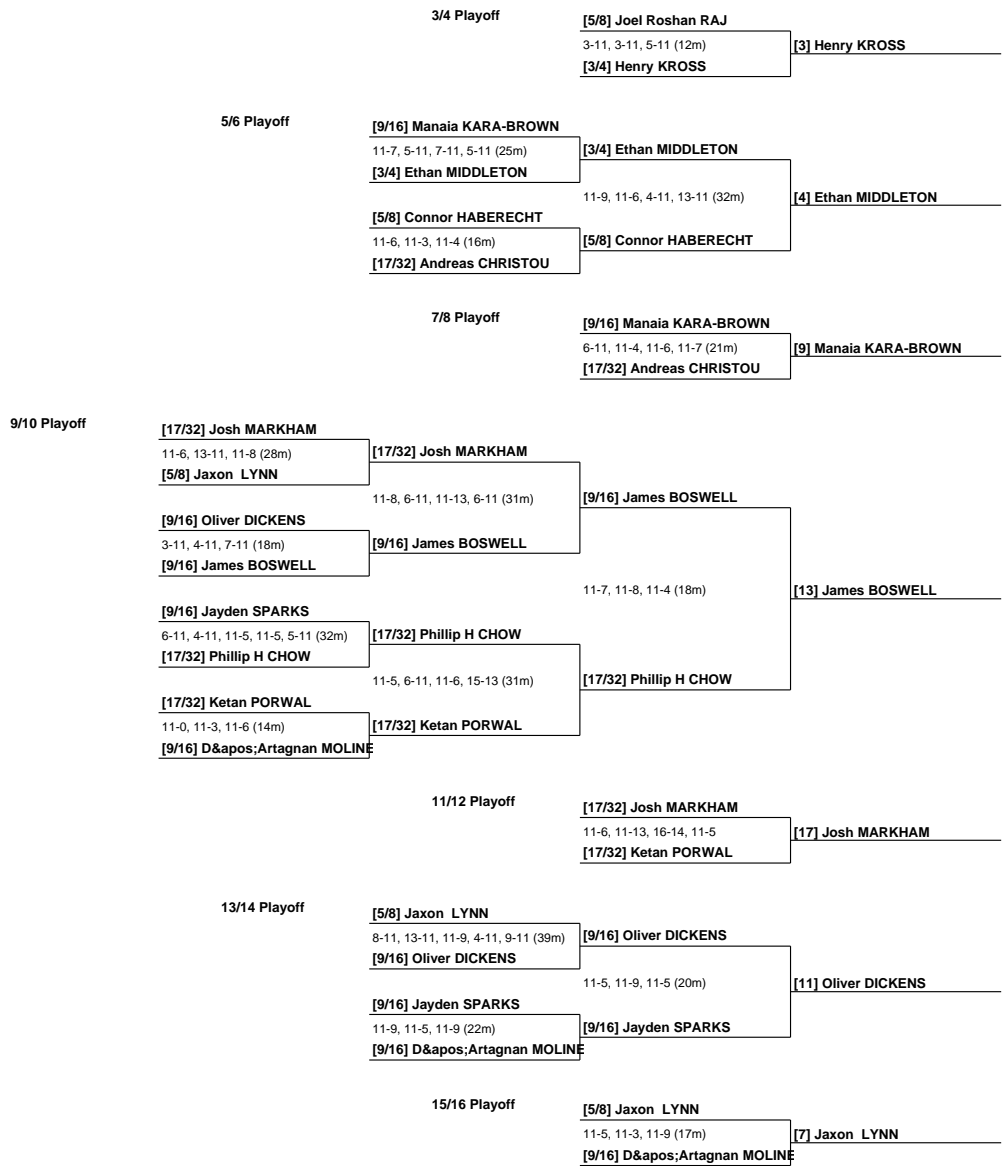 3/4 Playoff
[5/8] Joel Roshan RAJ
3-11, 3-11, 5-11 (12m)
[3] Henry KROSS
[3/4] Henry KROSS
5/6 Playoff
[9/16] Manaia KARA-BROWN
11-7, 5-11, 7-11, 5-11 (25m)
[3/4] Ethan MIDDLETON
[3/4] Ethan MIDDLETON
11-9, 11-6, 4-11, 13-11 (32m)
[4] Ethan MIDDLETON
[5/8] Connor HABERECHT
11-6, 11-3, 11-4 (16m)
[5/8] Connor HABERECHT
[17/32] Andreas CHRISTOU
7/8 Playoff
[9/16] Manaia KARA-BROWN
6-11, 11-4, 11-6, 11-7 (21m)
[9] Manaia KARA-BROWN
[17/32] Andreas CHRISTOU
9/10 Playoff
[17/32] Josh MARKHAM
11-6, 13-11, 11-8 (28m)
[17/32] Josh MARKHAM
[5/8] Jaxon  LYNN
11-8, 6-11, 11-13, 6-11 (31m)
[9/16] James BOSWELL
[9/16] Oliver DICKENS
3-11, 4-11, 7-11 (18m)
[9/16] James BOSWELL
[9/16] James BOSWELL
11-7, 11-8, 11-4 (18m)
[13] James BOSWELL
[9/16] Jayden SPARKS
6-11, 4-11, 11-5, 11-5, 5-11 (32m)
[17/32] Phillip H CHOW
[17/32] Phillip H CHOW
11-5, 6-11, 11-6, 15-13 (31m)
[17/32] Phillip H CHOW
[17/32] Ketan PORWAL
11-0, 11-3, 11-6 (14m)
[17/32] Ketan PORWAL
[9/16] D&apos;Artagnan MOLINE
11/12 Playoff
[17/32] Josh MARKHAM
11-6, 11-13, 16-14, 11-5
[17] Josh MARKHAM
[17/32] Ketan PORWAL
13/14 Playoff
[5/8] Jaxon  LYNN
8-11, 13-11, 11-9, 4-11, 9-11 (39m)
[9/16] Oliver DICKENS
[9/16] Oliver DICKENS
11-5, 11-9, 11-5 (20m)
[11] Oliver DICKENS
[9/16] Jayden SPARKS
11-9, 11-5, 11-9 (22m)
[9/16] Jayden SPARKS
[9/16] D&apos;Artagnan MOLINE
15/16 Playoff
[5/8] Jaxon  LYNN
11-5, 11-3, 11-9 (17m)
[7] Jaxon  LYNN
[9/16] D&apos;Artagnan MOLINE